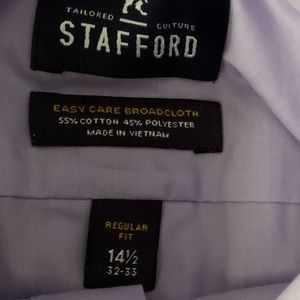 TAILORED CULTURE
STAFFORD
EASY CARE BROADCLOTH
55% COTTON 45% POLYESTER
MADE IN VIETNAM
REGULAR
FIT
14½
32-33